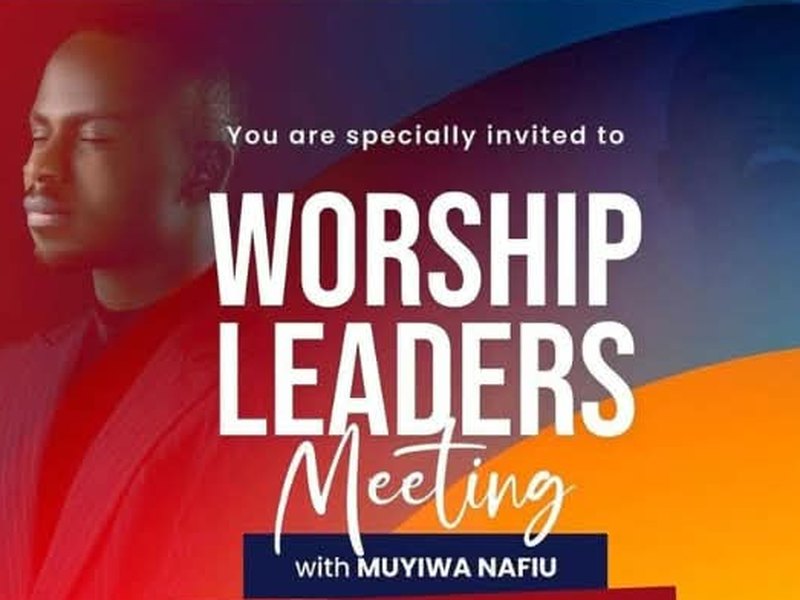 You are specially invited to
WORSHIP
LEADERS
Meeting
with MUYIWA NAFIU